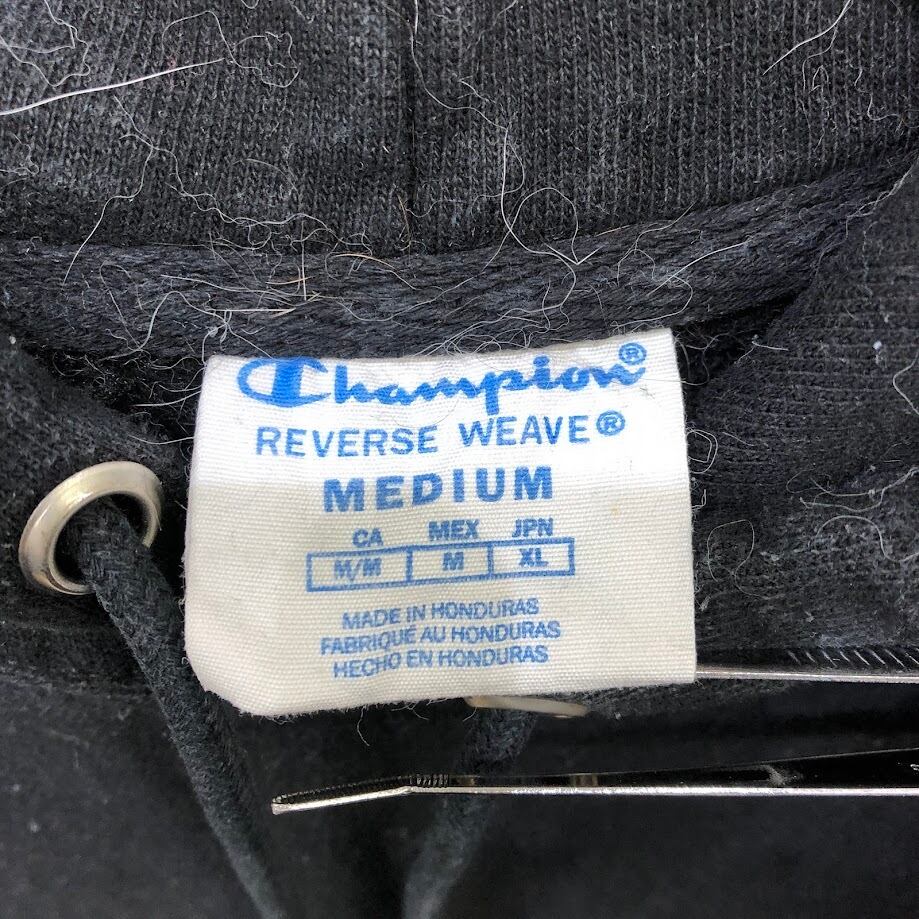 Champion®
REVERSE WEAVE®
MEDIUM
CA MEX JPN
M/M M XL
MADE IN HONDURAS
FABRIQUÉ AU HONDURAS
HECHO EN HONDURAS